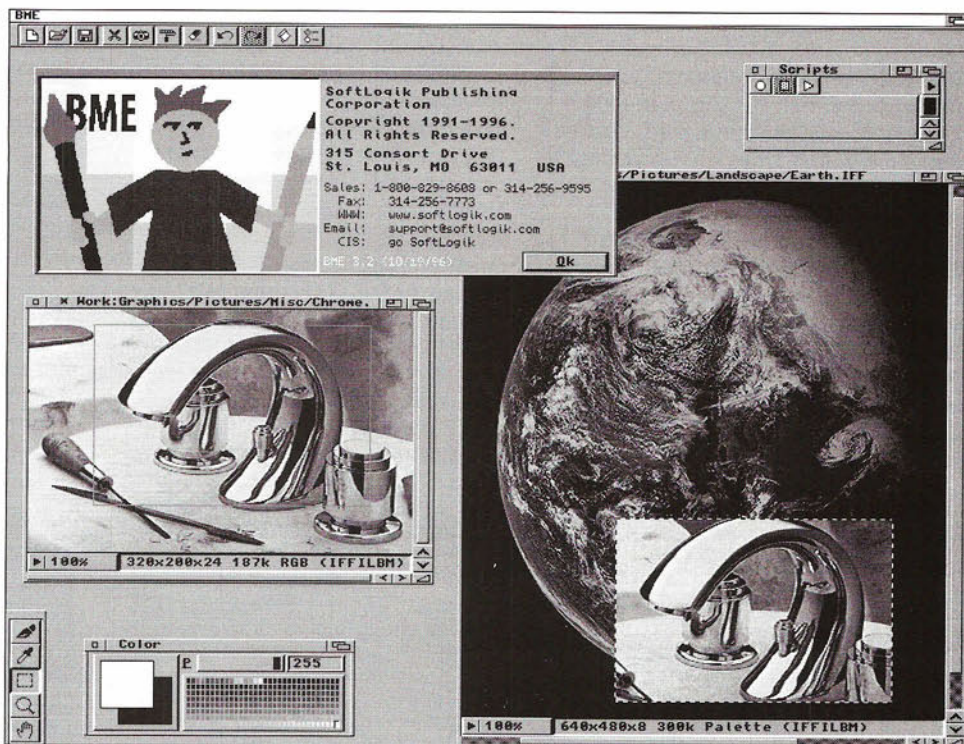 BME
Scripts
BME
SoftLogik Publishing
Corporation
Copyright 1991-1996.
All Rights Reserved.
315 Consort Drive
St. Louis, MO 63011 USA
Sales: 1-800-829-8608 or 314-256-9595
Fax: 314-256-7773
WWW: www.softlogik.com
Email: support@softlogik.com
CIS: go SoftLogik
BME 3.2 (10/19/96)
Ok
s/Pictures/Landscape/Earth.IFF
Work:Graphics/Pictures/Misc/Chrome.
100% 320x200x24 187k RGB (IFFILBM)
Color
P 255
100% 640x480x8 300k Palette (IFFILBM)